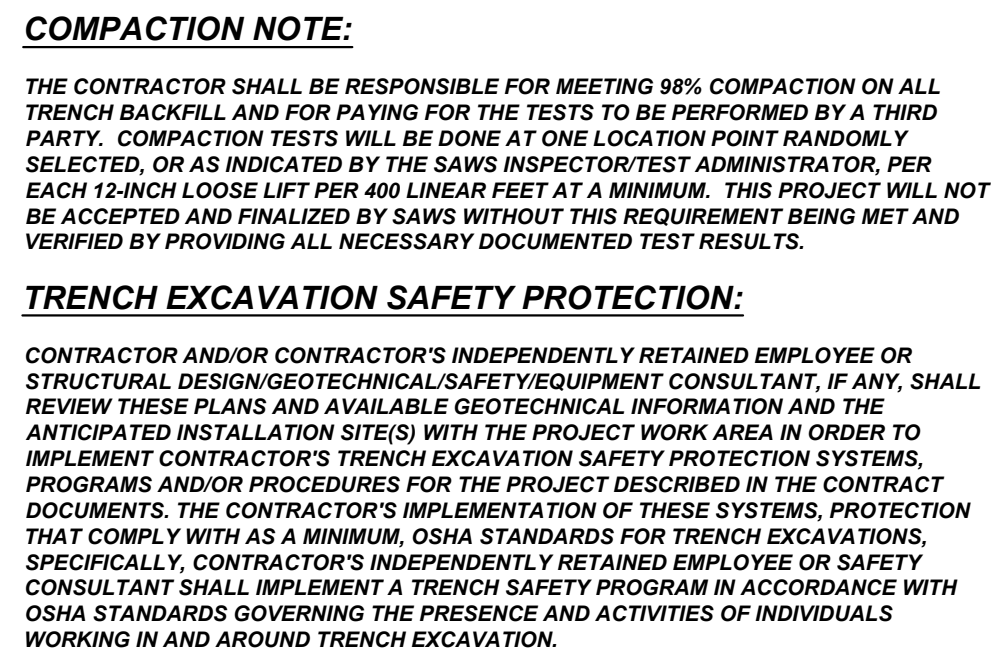 COMPACTION NOTE:
THE CONTRACTOR SHALL BE RESPONSIBLE FOR MEETING 98% COMPACTION ON ALL
TRENCH BACKFILL AND FOR PAYING FOR THE TESTS TO BE PERFORMED BY A THIRD
PARTY. COMPACTION TESTS WILL BE DONE AT ONE LOCATION POINT RANDOMLY
SELECTED, OR AS INDICATED BY THE SAWS INSPECTOR/TEST ADMINISTRATOR, PER
EACH 12-INCH LOOSE LIFT PER 400 LINEAR FEET AT A MINIMUM. THIS PROJECT WILL NOT
BE ACCEPTED AND FINALIZED BY SAWS WITHOUT THIS REQUIREMENT BEING MET AND
VERIFIED BY PROVIDING ALL NECESSARY DOCUMENTED TEST RESULTS.
TRENCH EXCAVATION SAFETY PROTECTION:
CONTRACTOR AND/OR CONTRACTOR'S INDEPENDENTLY RETAINED EMPLOYEE OR
STRUCTURAL DESIGN/GEOTECHNICAL/SAFETY/EQUIPMENT CONSULTANT, IF ANY, SHALL
REVIEW THESE PLANS AND AVAILABLE GEOTECHNICAL INFORMATION AND THE
ANTICIPATED INSTALLATION SITE(S) WITH THE PROJECT WORK AREA IN ORDER TO
IMPLEMENT CONTRACTOR'S TRENCH EXCAVATION SAFETY PROTECTION SYSTEMS,
PROGRAMS AND/OR PROCEDURES FOR THE PROJECT DESCRIBED IN THE CONTRACT
DOCUMENTS. THE CONTRACTOR'S IMPLEMENTATION OF THESE SYSTEMS, PROTECTION
THAT COMPLY WITH AS A MINIMUM, OSHA STANDARDS FOR TRENCH EXCAVATIONS,
SPECIFICALLY, CONTRACTOR'S INDEPENDENTLY RETAINED EMPLOYEE OR SAFETY
CONSULTANT SHALL IMPLEMENT A TRENCH SAFETY PROGRAM IN ACCORDANCE WITH
OSHA STANDARDS GOVERNING THE PRESENCE AND ACTIVITIES OF INDIVIDUALS
WORKING IN AND AROUND TRENCH EXCAVATION.